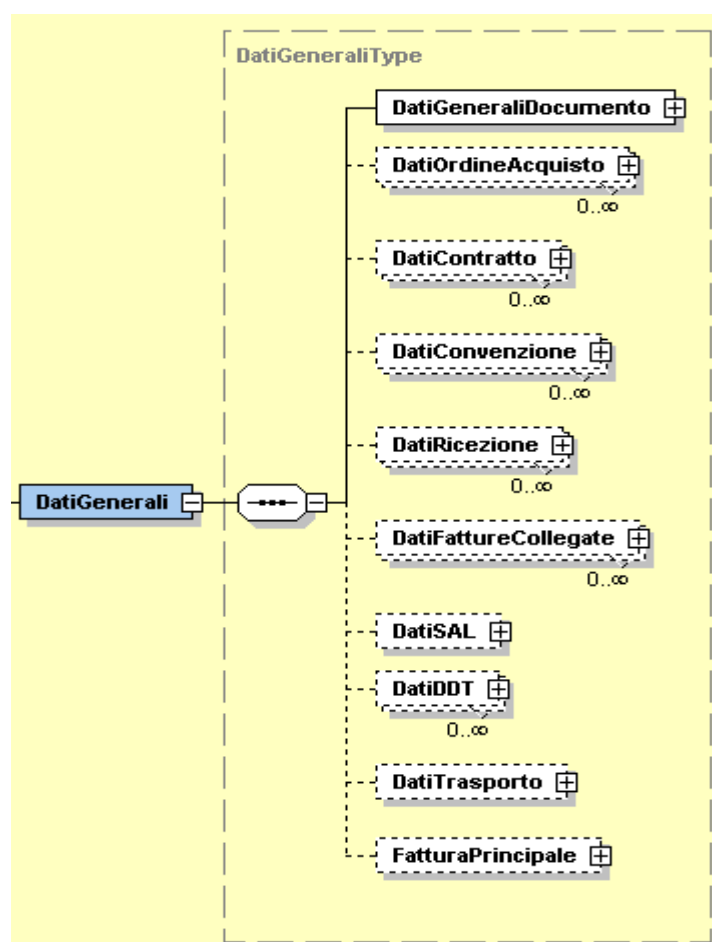 DatiGeneraliType
DatiGeneraliDocumento
DatiOrdineAcquisto
0..∞
DatiContratto
0..∞
DatiConvenzione
0..∞
DatiRicezione
0..∞
DatiGenerali
DatiFattureCollegate
0..∞
DatiSAL
DatiDDT
0..∞
DatiTrasporto
FatturaPrincipale